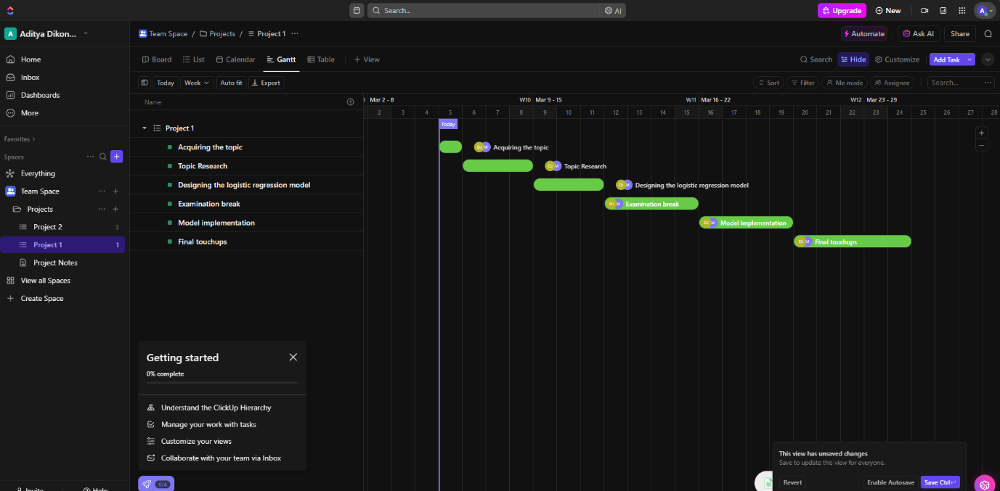 Search...
AI
Upgrade
New
A
A Aditya Dikon...
Team Space / Projects / Project 1 ...
Automate
Ask AI
Share
Home
Inbox
Dashboards
More
Favorites
Spaces
Everything
Team Space
Projects
Project 2 3
Project 1 1
Project Notes
View all Spaces
Create Space
Invite
Help
Board
List
Calendar
Gantt
Table
View
Search
Hide
Customize
Add Task
Today
Week
Auto fit
Export
Sort
Filter
Me mode
Assignee
Search...
Name
Mar 2 - 8 W10 Mar 9 - 15 W11 Mar 16 - 22 W12 Mar 23 - 29
2 3 4 5 6 7 8 9 10 11 12 13 14 15 16 17 18 19 20 21 22 23 24 25 26 27 28
Today
Project 1
Acquiring the topic
Topic Research
Designing the logistic regression model
Examination break
Model implementation
Final touchups
M Acquiring the topic
M Topic Research
M Designing the logistic regression model
M Examination break
M Model implementation
M Final touchups
Getting started
0% complete
Understand the ClickUp Hierarchy
Manage your work with tasks
Customize your views
Collaborate with your team via Inbox
0/4
This view has unsaved changes
Save to update this view for everyone.
Revert
Enable Autosave
Save Ctrl↵